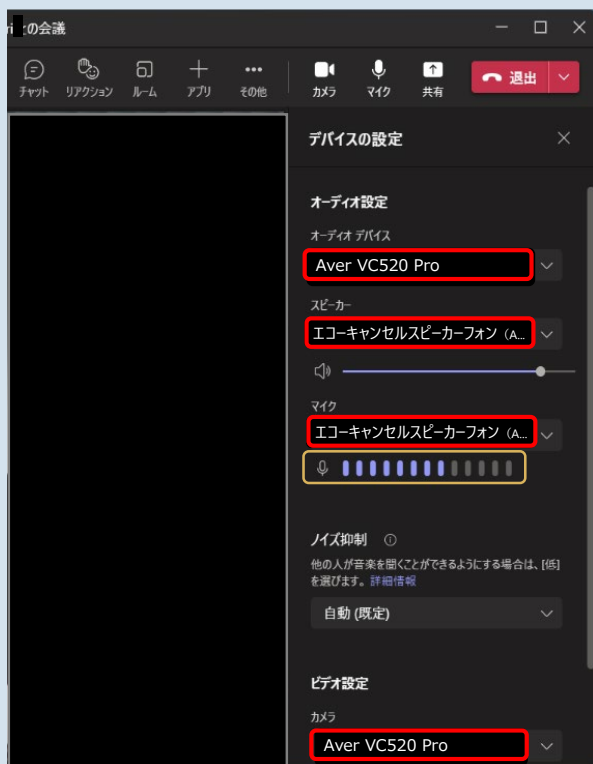 の会議
チャット リアクション ルーム アプリ その他 カメラ マイク 共有 退出
デバイスの設定
オーディオ設定
オーディオ デバイス
Aver VC520 Pro
スピーカー
エコーキャンセルスピーカーフォン (A...
マイク
エコーキャンセルスピーカーフォン (A...
ノイズ抑制
他の人が音楽を聞くことができるようにする場合は、[低]
を選びます。詳細情報
自動 (既定)
ビデオ設定
カメラ
Aver VC520 Pro